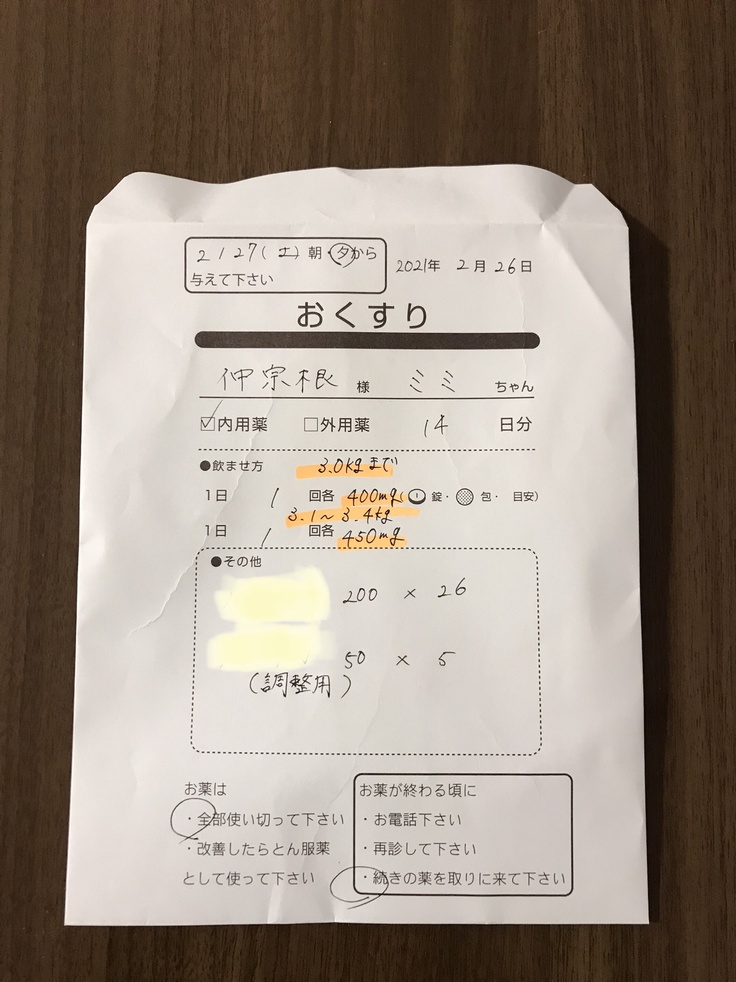 2/27(土) 朝・夕から
与えて下さい
2021年 2月26日
おくすり
仲宗根 様 ミミ ちゃん
☑内用薬 □外用薬 14 日分
●飲ませ方 3.0kgまで
1日 1 回各 400mg( 錠・ 包・ 目安)
3.1〜3.4kg
1日 1 回各 450mg
●その他
200 × 26
50 × 5
(調整用)
お薬は
・全部使い切って下さい
・改善したらとん服薬
として使って下さい
お薬が終わる頃に
・お電話下さい
・再診して下さい
・続きの薬を取りに来て下さい